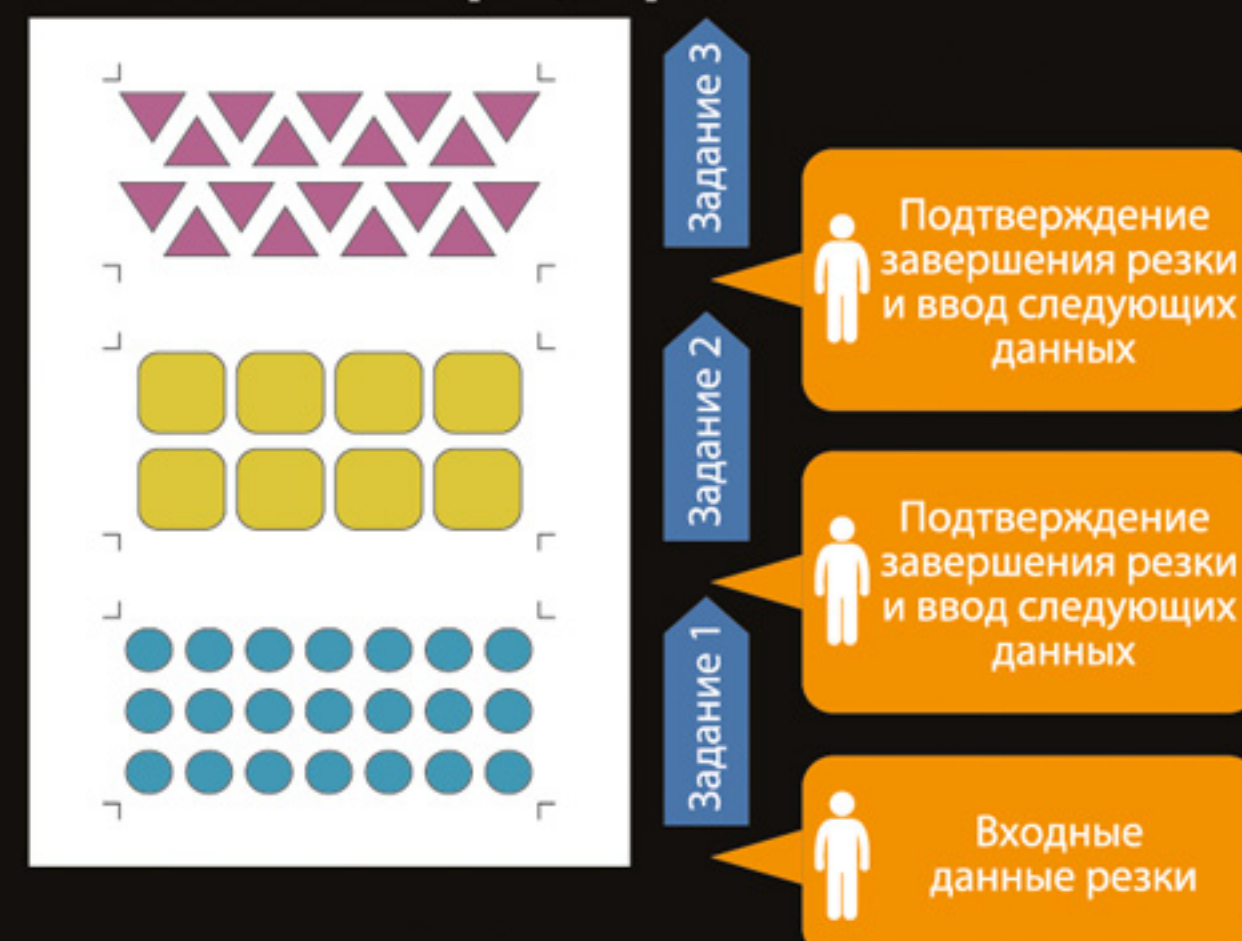 Задание 3
Подтверждение
завершения резки
и ввод следующих
данных
Задание 2
Подтверждение
завершения резки
и ввод следующих
данных
Задание 1
Входные
данные резки